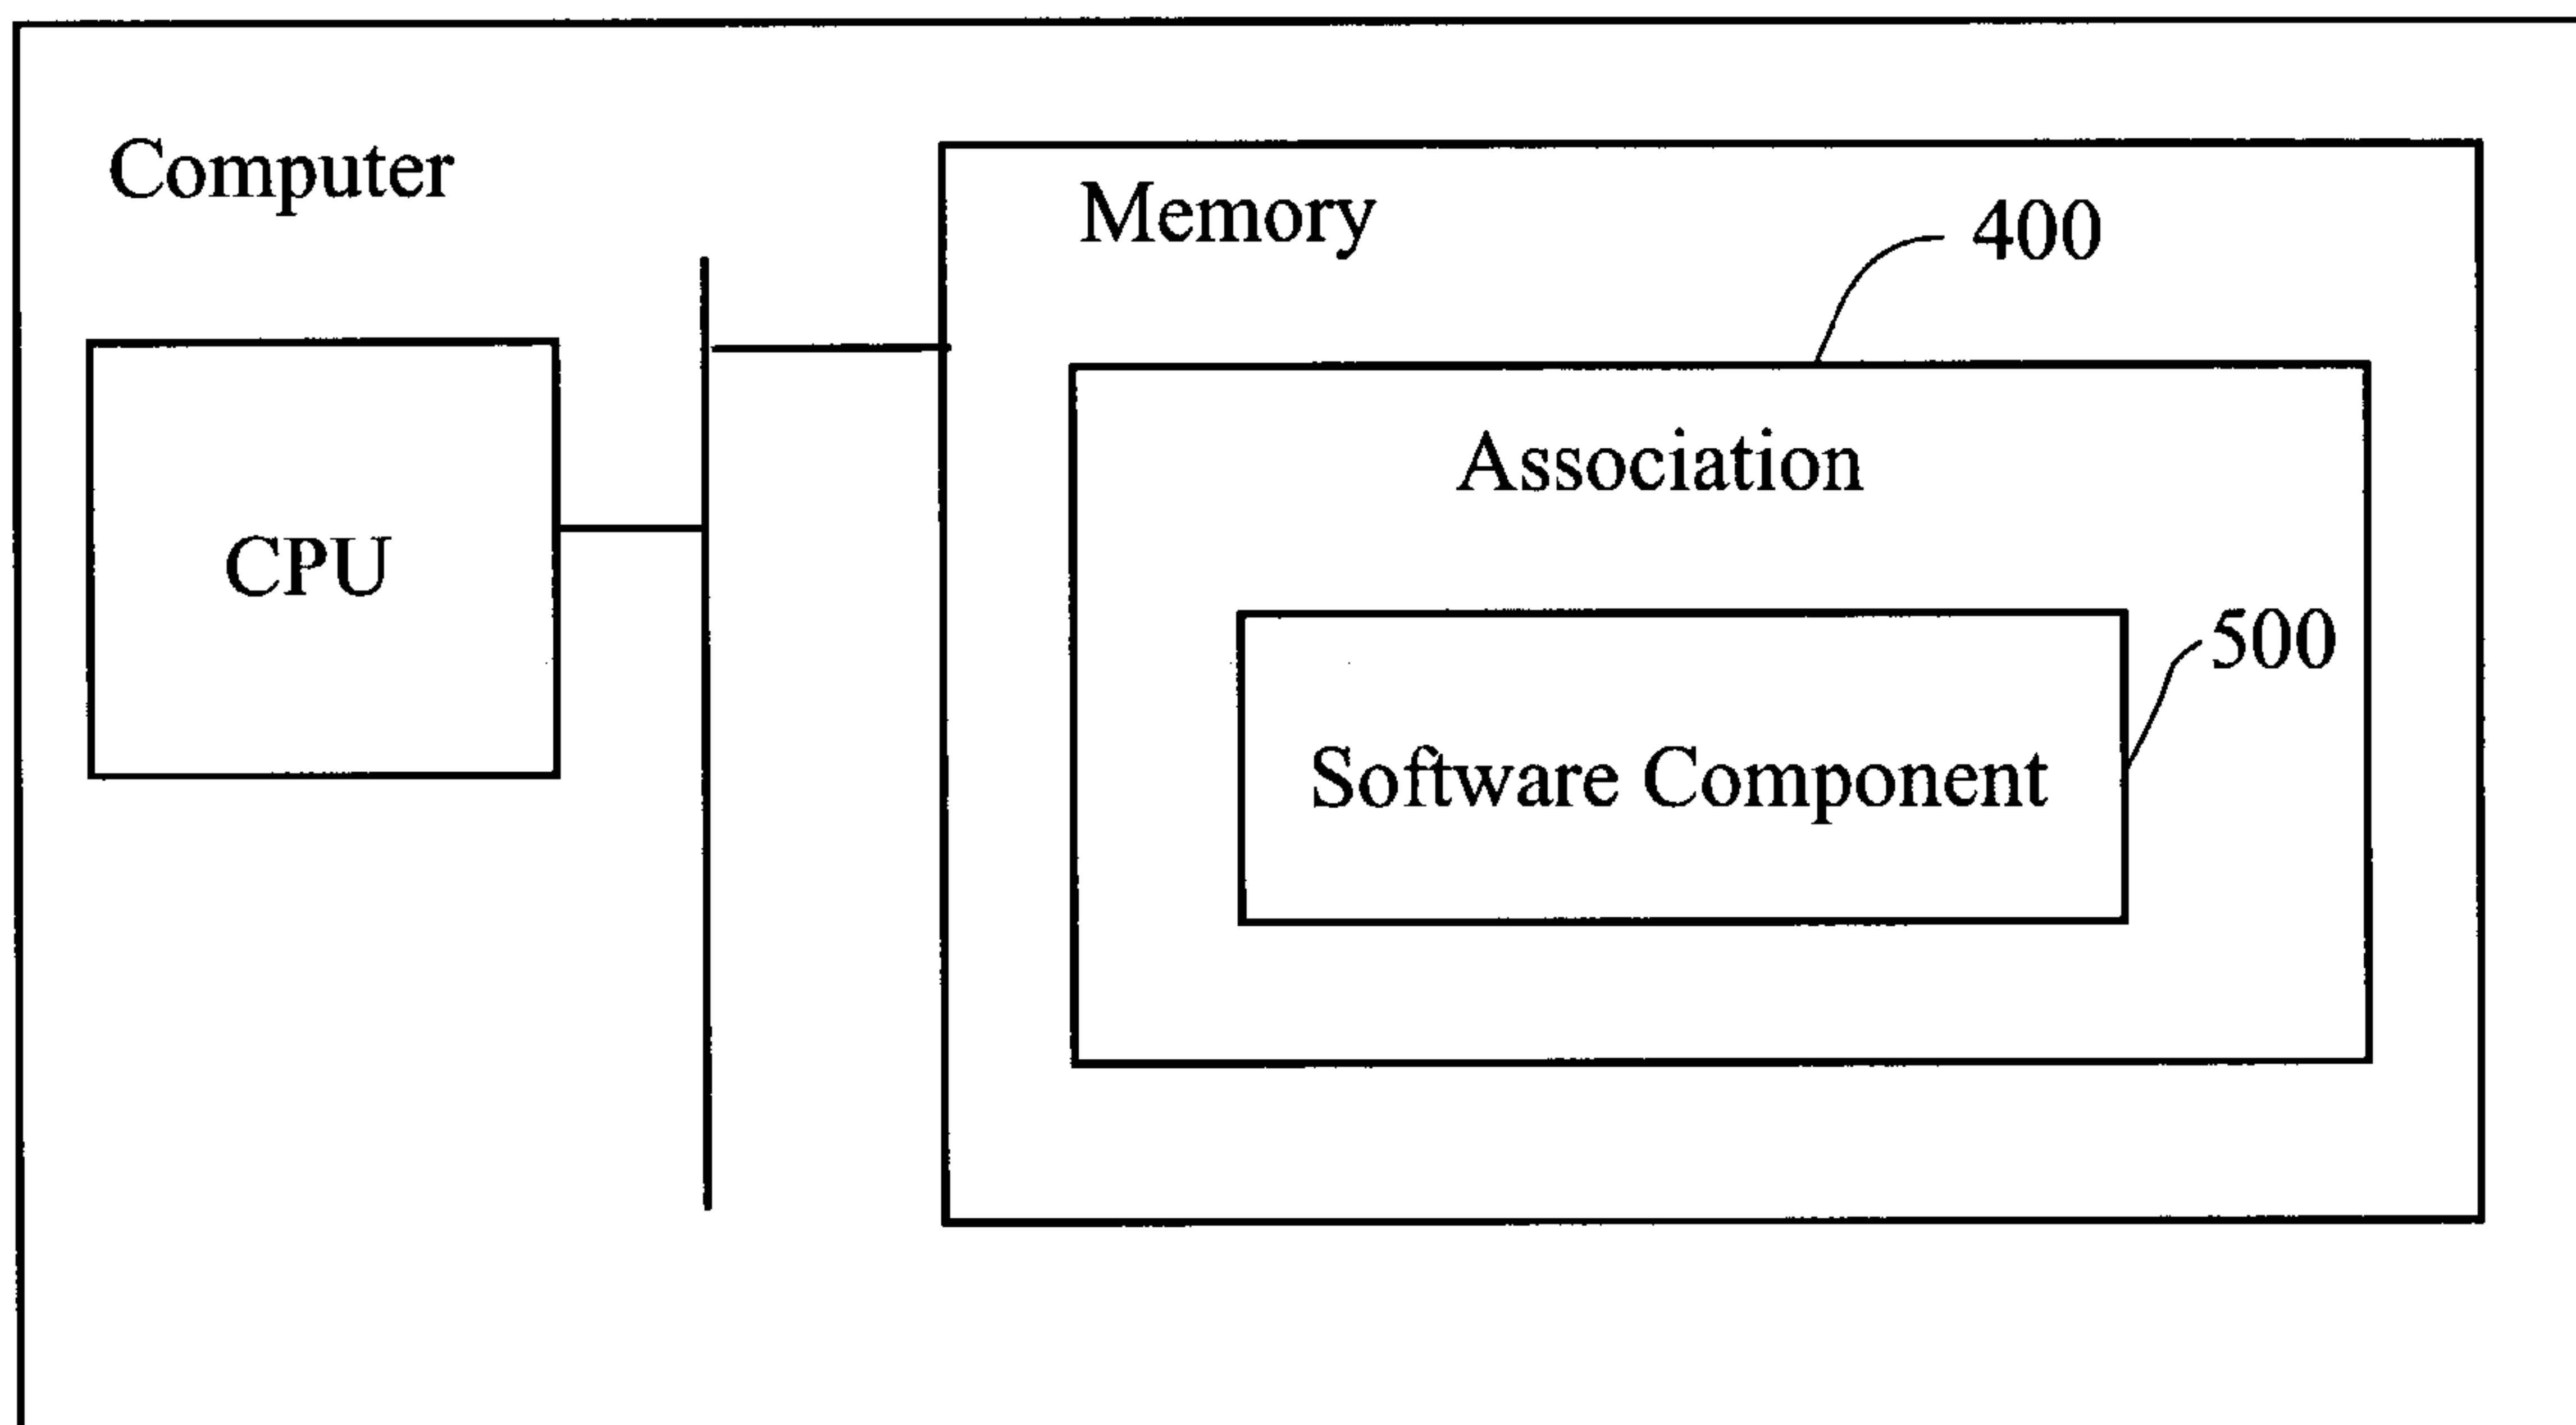 Computer
Memory
400
Association
CPU
500
Software Component